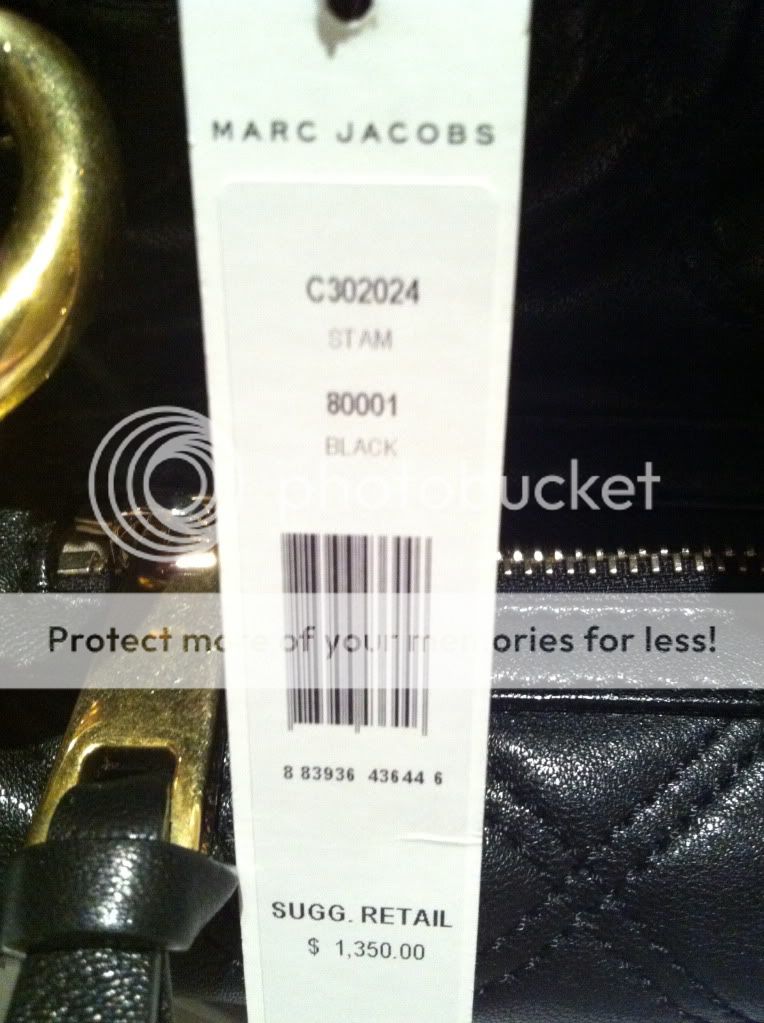 MARC JACOBS
C302024
STAM
80001
BLACK
photobucket
Protect more of your memories for less!
8 83936 43644 6
SUGG. RETAIL
$ 1,350.00